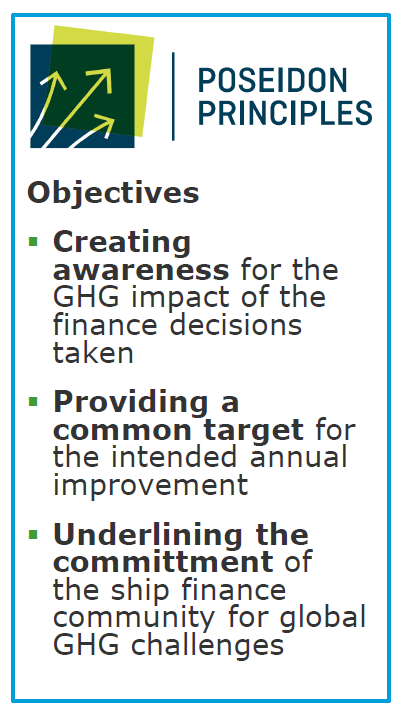 POSEIDON
PRINCIPLES
Objectives
▪ Creating
awareness for the
GHG impact of the
finance decisions
taken
▪ Providing a
common target for
the intended annual
improvement
▪ Underlining the
committment of
the ship finance
community for global
GHG challenges